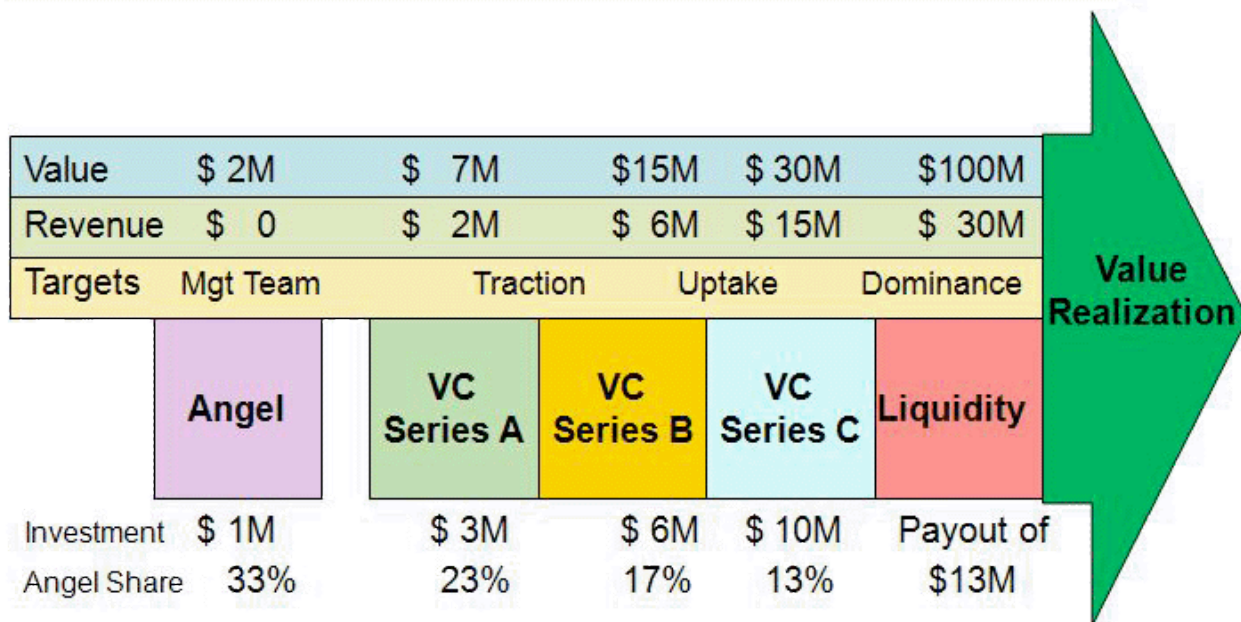 Value $ 2M $ 7M $15M $ 30M $100M
Revenue $ 0 $ 2M $ 6M $ 15M $ 30M
Targets Mgt Team Traction Uptake Dominance
Value
Realization
Angel
VC
Series A
VC
Series B
VC
Series C
Liquidity
Investment $ 1M $ 3M $ 6M $ 10M Payout of
Angel Share 33% 23% 17% 13% $13M